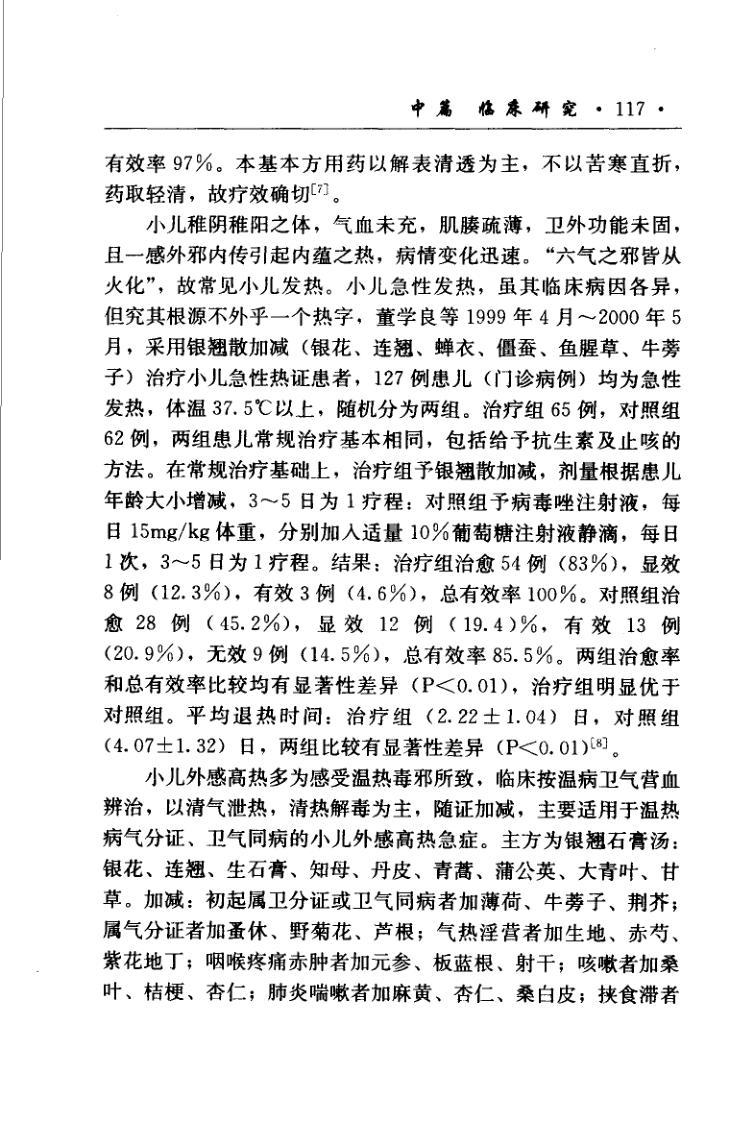 中篇 临床研究 · 117 ·
有效率 97%。本基本方用药以解表清透为主，不以苦寒直折，
药取轻清，故疗效确切[7]。
小儿稚阴稚阳之体，气血未充，肌腠疏薄，卫外功能未固，
且一感外邪内传引起内蕴之热，病情变化迅速。“六气之邪皆从
火化”，故常见小儿发热。小儿急性发热，虽其临床病因各异，
但究其根源不外乎一个热字，董学良等 1999 年 4 月～2000 年 5
月，采用银翘散加减（银花、连翘、蝉衣、僵蚕、鱼腥草、牛蒡
子）治疗小儿急性热证患者，127 例患儿（门诊病例）均为急性
发热，体温 37.5℃以上，随机分为两组。治疗组 65 例，对照组
62 例，两组患儿常规治疗基本相同，包括给予抗生素及止咳的
方法。在常规治疗基础上，治疗组予银翘散加减，剂量根据患儿
年龄大小增减，3～5 日为 1 疗程；对照组予病毒唑注射液，每
日 15mg/kg 体重，分别加入适量 10%葡萄糖注射液静滴，每日
1 次，3～5 日为 1 疗程。结果：治疗组治愈 54 例（83%），显效
8 例（12.3%），有效 3 例（4.6%），总有效率 100%。对照组治
愈 28 例（45.2%），显效 12 例（19.4)%，有效 13 例
（20.9%），无效 9 例（14.5%），总有效率 85.5%。两组治愈率
和总有效率比较均有显著性差异（P<0.01），治疗组明显优于
对照组。平均退热时间：治疗组（2.22±1.04）日，对照组
（4.07±1.32）日，两组比较有显著性差异（P<0.01)[8]。
小儿外感高热多为感受温热毒邪所致，临床按温病卫气营血
辨治，以清气泄热，清热解毒为主，随证加减，主要适用于温热
病气分证、卫气同病的小儿外感高热急症。主方为银翘石膏汤：
银花、连翘、生石膏、知母、丹皮、青蒿、蒲公英、大青叶、甘
草。加减：初起属卫分证或卫气同病者加薄荷、牛蒡子、荆芥；
属气分证者加蚤休、野菊花、芦根；气热淫营者加生地、赤芍、
紫花地丁；咽喉疼痛赤肿者加元参、板蓝根、射干；咳嗽者加桑
叶、桔梗、杏仁；肺炎喘嗽者加麻黄、杏仁、桑白皮；挟食滞者